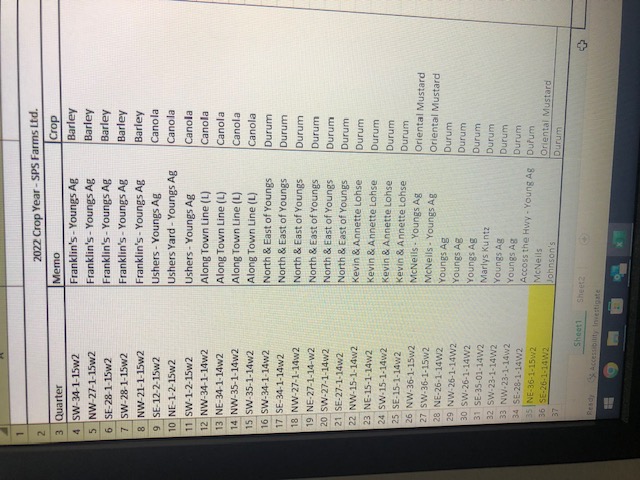 A
1
2 2022 Crop Year - SPS Farms Ltd.
3 Quarter Memo Crop
4 SW-34-1-15w2 Franklin's - Youngs Ag Barley
5 NW-27-1-15w2 Franklin's - Youngs Ag Barley
6 SE-28-1-15w2 Franklin's - Youngs Ag Barley
7 SW-28-1-15w2 Franklin's - Youngs Ag Barley
8 NW-21-1-15w2 Franklin's - Youngs Ag Barley
9 SE-12-2-15w2 Ushers - Youngs Ag Canola
10 NE-1-2-15w2 Ushers Yard - Youngs Ag Canola
11 SW-1-2-15w2 Ushers - Youngs Ag Canola
12 NW-34-1-14w2 Along Town Line (L) Canola
13 NE-34-1-14w2 Along Town Line (L) Canola
14 NW-35-1-14w2 Along Town Line (L) Canola
15 SW-35-1-14w2 Along Town Line (L) Canola
16 SW-34-1-14w2 North & East of Youngs Durum
17 SE-34-1-14w2 North & East of Youngs Durum
18 NW-27-1-14w2 North & East of Youngs Durum
19 NE-27-1-14-w2 North & East of Youngs Durum
20 SW-27-1-14w2 North & East of Youngs Durum
21 SE-27-1-14w2 North & East of Youngs Durum
22 NW-15-1-14w2 Kevin & Annette Lohse Durum
23 NE-15-1-14w2 Kevin & Annette Lohse Durum
24 SW-15-1-14w2 Kevin & Annette Lohse Durum
25 SE-15-1-14w2 Kevin & Annette Lohse Durum
26 NW-36-1-15w2 McNeils - Youngs Ag Oriental Mustard
27 SW-36-1-15w2 McNeils - Youngs Ag Oriental Mustard
28 NE-26-1-14W2 Youngs Ag Durum
29 NW-26-1-14W2 Youngs Ag Durum
30 SW-26-1-14W2 Youngs Ag Durum
31 SE-35-01-14W2 Marlys Kuntz Durum
32 SW-23-1-14W2 Youngs Ag Durum
33 NW-23-1-14W2 Youngs Ag Durum
34 SE-28-1-14W2 Accoss the Hwy - Young Ag Durum
35 NE-36-1-15w2 McNeils Oriental Mustard
36 SE-26-1-14W2 Johnson's Durum
37
Sheet1 Sheet2
Ready Accessibility: Investigate